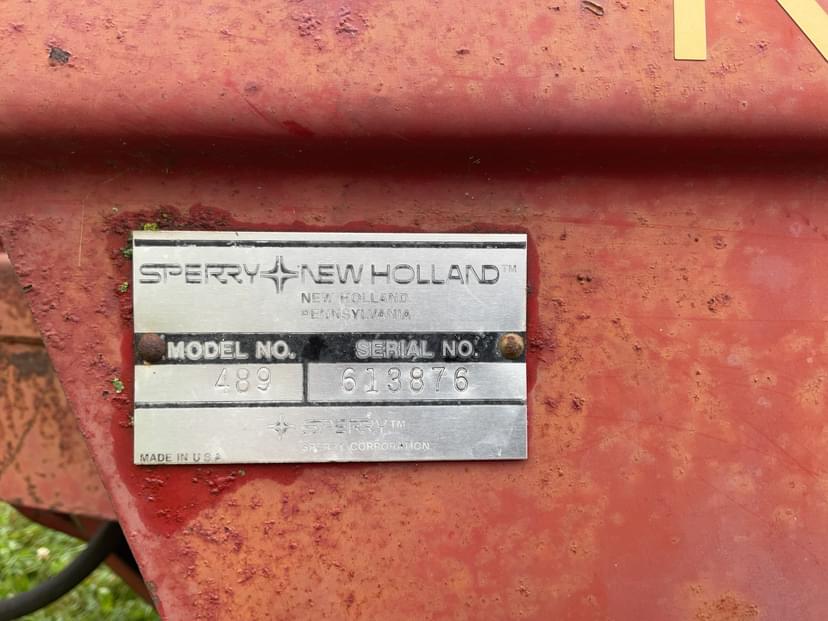 SPERRY NEW HOLLAND™
NEW HOLLAND
PENNSYLVANIA
MODEL NO. SERIAL NO.
489 613876
SPERRY™
SPERRY CORPORATION
MADE IN U S A